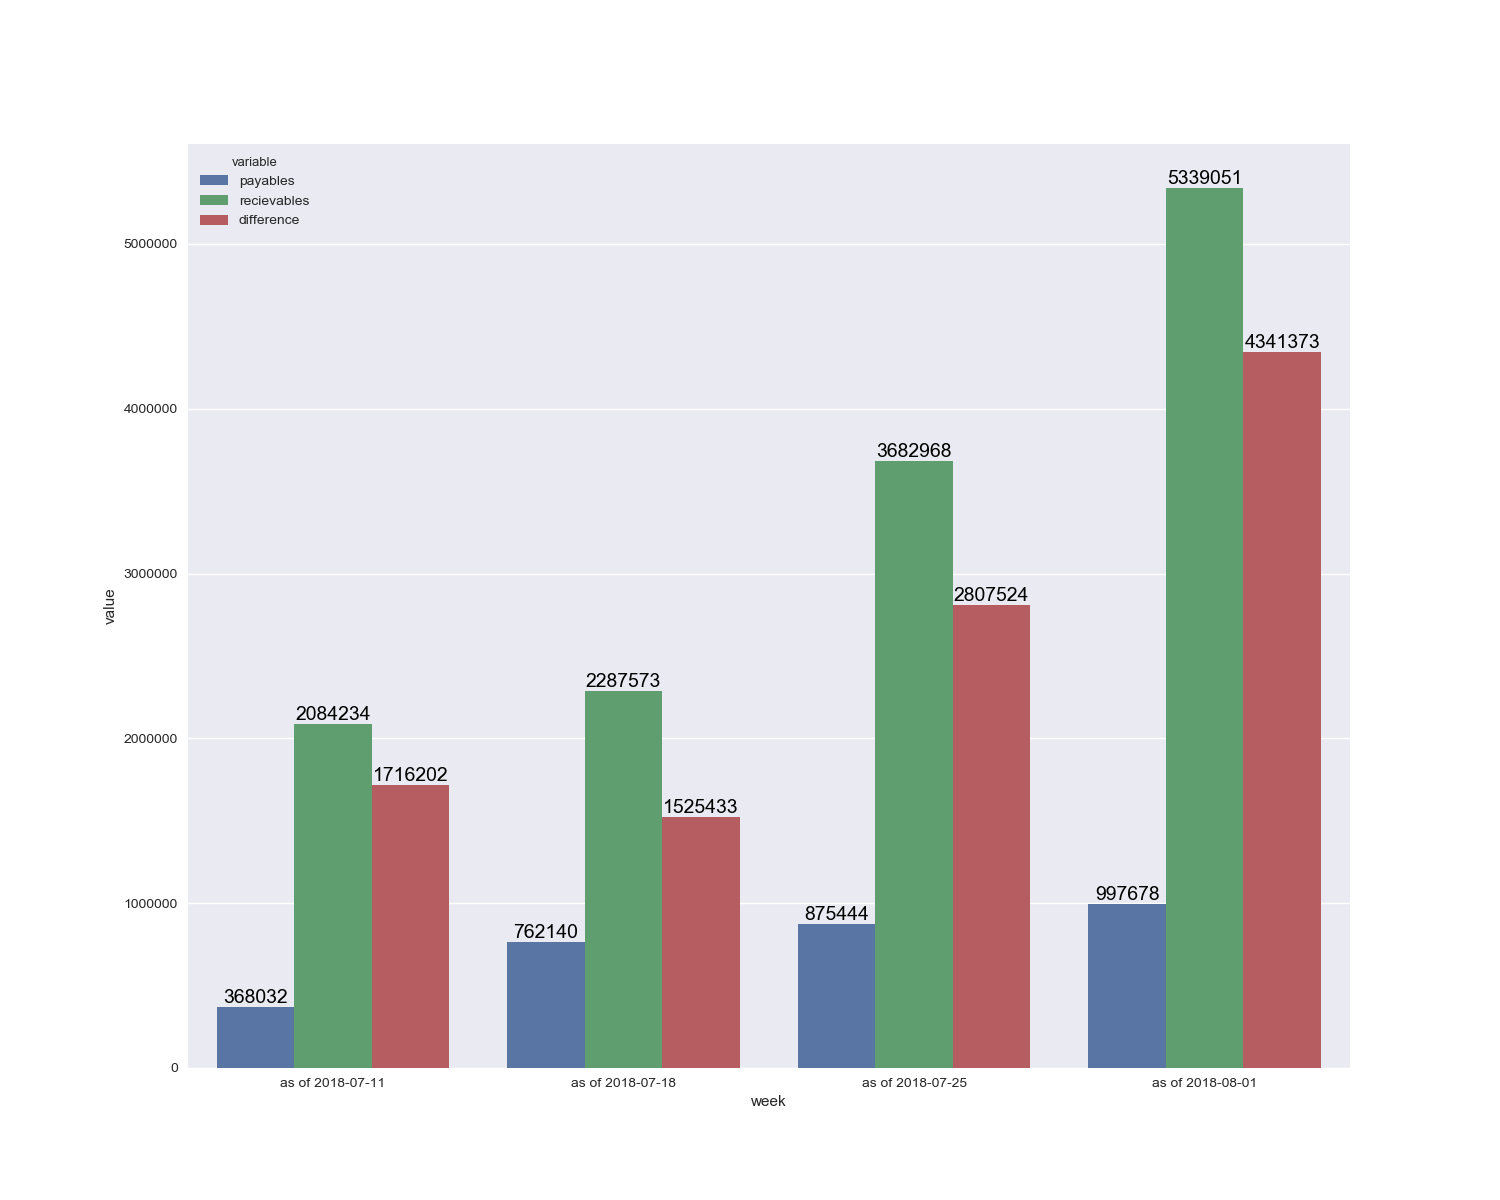 variable
payables
recievables
difference
5339051
5000000
4341373
4000000
3682968
3000000
2807524
value
2287573
2084234
2000000
1716202
1525433
1000000
997678
875444
762140
368032
0
as of 2018-07-11 as of 2018-07-18 as of 2018-07-25 as of 2018-08-01
week